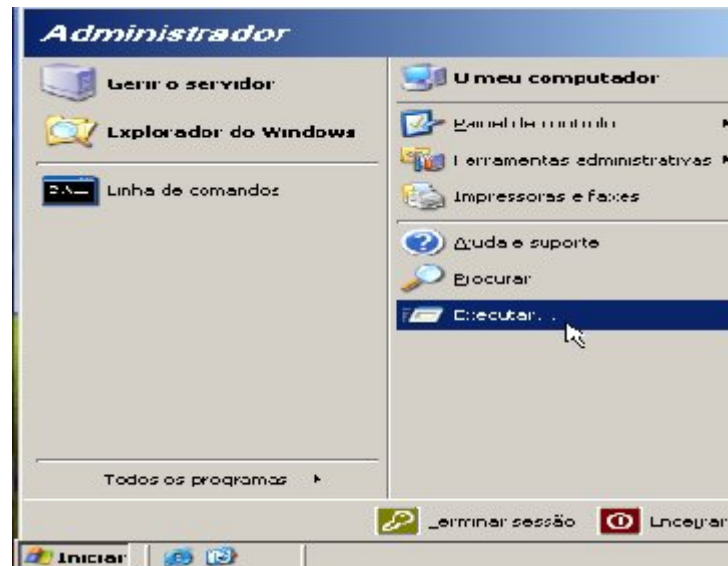 Administrador
Gerir o servidor
Explorador do Windows
Linha de comandos
Todos os programas
O meu computador
Painel de controlo
Ferramentas administrativas
Impressoras e faxes
Ajuda e suporte
Procurar
Executar...
Terminar sessão
Encerrar
Iniciar